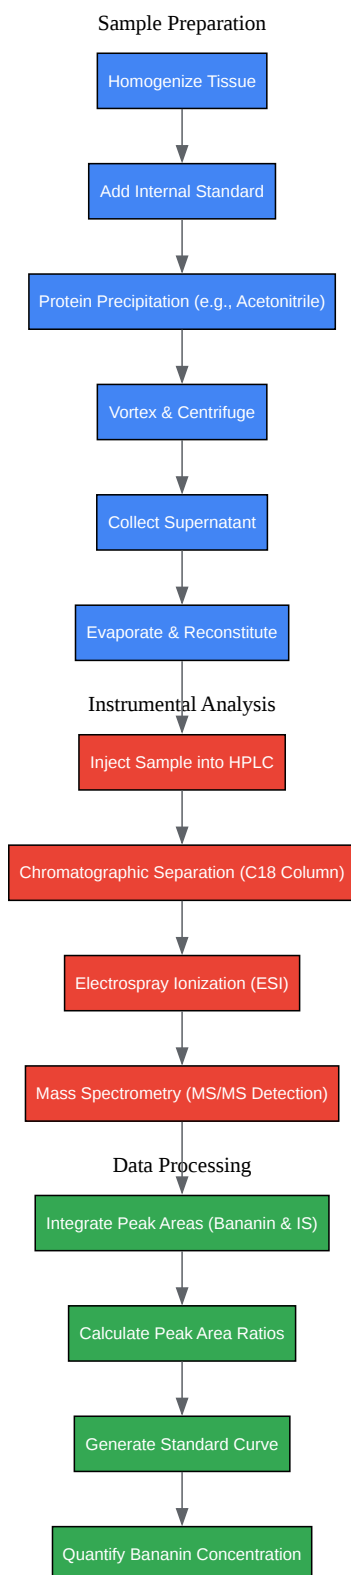 Sample Preparation
Homogenize Tissue
Add Internal Standard
Protein Precipitation (e.g., Acetonitrile)
Vortex & Centrifuge
Collect Supernatant
Evaporate & Reconstitute
Instrumental Analysis
Inject Sample into HPLC
Chromatographic Separation (C18 Column)
Electrospray Ionization (ESI)
Mass Spectrometry (MS/MS Detection)
Data Processing
Integrate Peak Areas (Bananin & IS)
Calculate Peak Area Ratios
Generate Standard Curve
Quantify Bananin Concentration